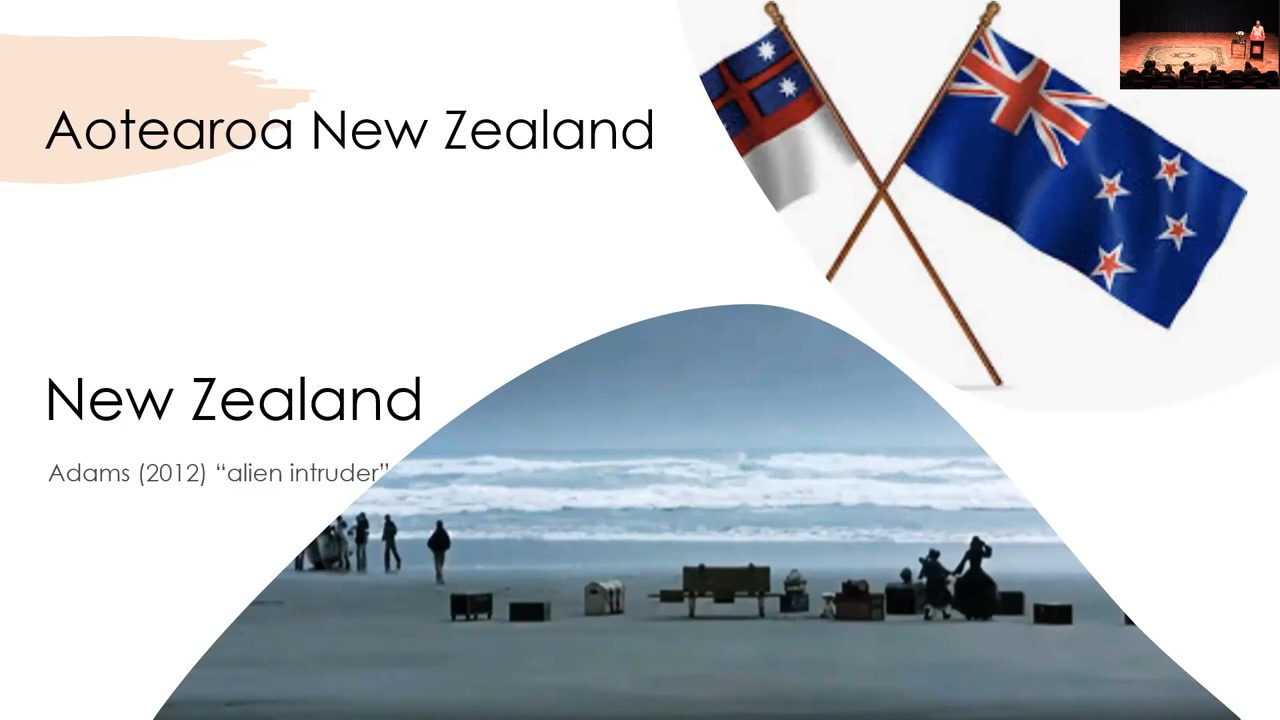 Aotearoa New Zealand
New Zealand
Adams (2012) “alien intruder”